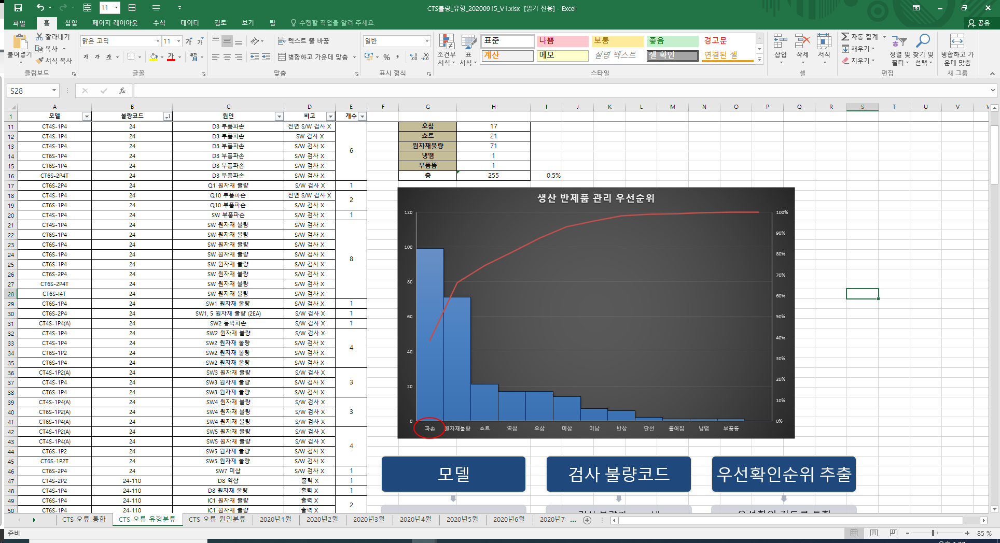 CTS불량_유형_20200915_V1.xlsx [읽기 전용] - Excel
11
파일 홈 삽입 페이지 레이아웃 수식 데이터 검토 보기 팀 수행할 작업을 알려 주세요. 공유
붙여넣기 잘라내기 복사 서식 복사
클립보드
맑은 고딕 11 가 가
가 가 가 가 내천
글꼴
텍스트 줄 바꿈
병합하고 가운데 맞춤
맞춤
일반
표시 형식
조건부 서식 표 서식
표준 나쁨 보통 좋음 경고문
계산 메모 설명 텍스트 셀 확인 연결된 셀
스타일
삽입 삭제 서식
셀
자동 합계
채우기
지우기
정렬 및 필터 찾기 및 선택
편집
병합하고 가운데 맞춤
새 그룹
S28 fx
A B C D E F G H I J K L M N O P Q R S T U V
1 모델 불량코드 원인 비고 개수
11 CT4S-1P4 24 D3 부품파손 전면 S/W 검사 X
12 CT4S-1P4 24 D3 부품파손 SW 검사 X
13 CT4S-1P4 24 D3 부품파손 S/W 검사 X
14 CT6S-1P4 24 D3 부품파손 S/W 검사 X 6
15 CT6S-1P4 24 D3 부품파손 S/W 검사 X
16 CT6S-2P4T 24 D3 부품파손 S/W 검사 X
17 CT6S-2P4 24 Q1 원자재 불량 S/W 검사 X 1
18 CT4S-1P4 24 Q10 부품파손 전면 S/W 검사 X 2
19 CT6S-1P4 24 Q10 부품파손 S/W 검사 X
20 CT4S-1P4 24 SW 부품파손 S/W 검사 X 1
21 CT4S-1P4 24 SW 원자재 불량 S/W 검사 X
22 CT6S-1P4 24 SW 원자재 불량 S/W 검사 X
23 CT6S-1P4 24 SW 원자재 불량 S/W 검사 X
24 CT6S-1P4 24 SW 원자재 불량 S/W 검사 X 8
25 CT6S-1P4 24 SW 원자재 불량 S/W 검사 X
26 CT6S-2P4 24 SW 원자재 불량 S/W 검사 X
27 CT6S-2P4T 24 SW 원자재 불량 S/W 검사 X
28 CT6S-I4T 24 SW 원자재 불량 S/W 검사 X
29 CT6S-1P4 24 SW1 원자재 불량 S/W 검사 X 1
30 CT6S-2P4 24 SW1, 5 원자재 불량 (2EA) S/W 검사 X 1
31 CT4S-1P4(A) 24 SW2 동박파손 S/W 검사 X 1
32 CT4S-1P4 24 SW2 원자재 불량 S/W 검사 X
33 CT4S-1P4 24 SW2 원자재 불량 S/W 검사 X 4
34 CT6S-1P2 24 SW2 원자재 불량 S/W 검사 X
35 CT6S-1P4 24 SW2 원자재 불량 S/W 검사 X
36 CT4S-1P2(A) 24 SW3 원자재 불량 S/W 검사 X
37 CT4S-1P4 24 SW3 원자재 불량 S/W 검사 X 3
38 CT6S-1P4 24 SW3 원자재 불량 S/W 검사 X
39 CT4S-1P4(A) 24 SW4 원자재 불량 S/W 검사 X
40 CT6S-1P2(A) 24 SW4 원자재 불량 S/W 검사 X 3
41 CT6S-1P4(A) 24 SW4 원자재 불량 S/W 검사 X
42 CT4S-1P2(A) 24 SW5 원자재 불량 S/W 검사 X
43 CT4S-1P4(A) 24 SW5 원자재 불량 S/W 검사 X 4
44 CT6S-1P2 24 SW5 원자재 불량 S/W 검사 X
45 CT6S-1P2T 24 SW5 원자재 불량 S/W 검사 X
46 CT6S-2P4 24 SW7 미삽 S/W 검사 X 1
47 CT4S-2P2 24-110 D8 역삽 출력 X 1
48 CT4S-1P4 24-110 D8 원자재 불량 출력 X 1
49 CT6S-1P4 24-110 IC1 원자재 불량 출력 X 2
50 CT6S-1P4 24-110 IC1 원자재 불량 출력 X
오삽 17
쇼트 21
원자재불량 71
냉땜 1
부품뜸 1
총 255 0.5%
생산 반제품 관리 우선순위
120 100 80 60 40 20 0
100% 90% 80% 70% 60% 50% 40% 30% 20% 10% 0%
파손 원자재불량 쇼트 역삽 오삽 미삽 미납 반삽 단선 틀어짐 냉땜 부품뜸
모델 검사 불량코드 우선확인순위 추출
CTS 오류 통합 CTS 오류 유형분류 CTS 오류 원인분류 2020년1월 2020년2월 2020년3월 2020년4월 2020년5월 2020년6월 2020년7 ...
준비 85 %